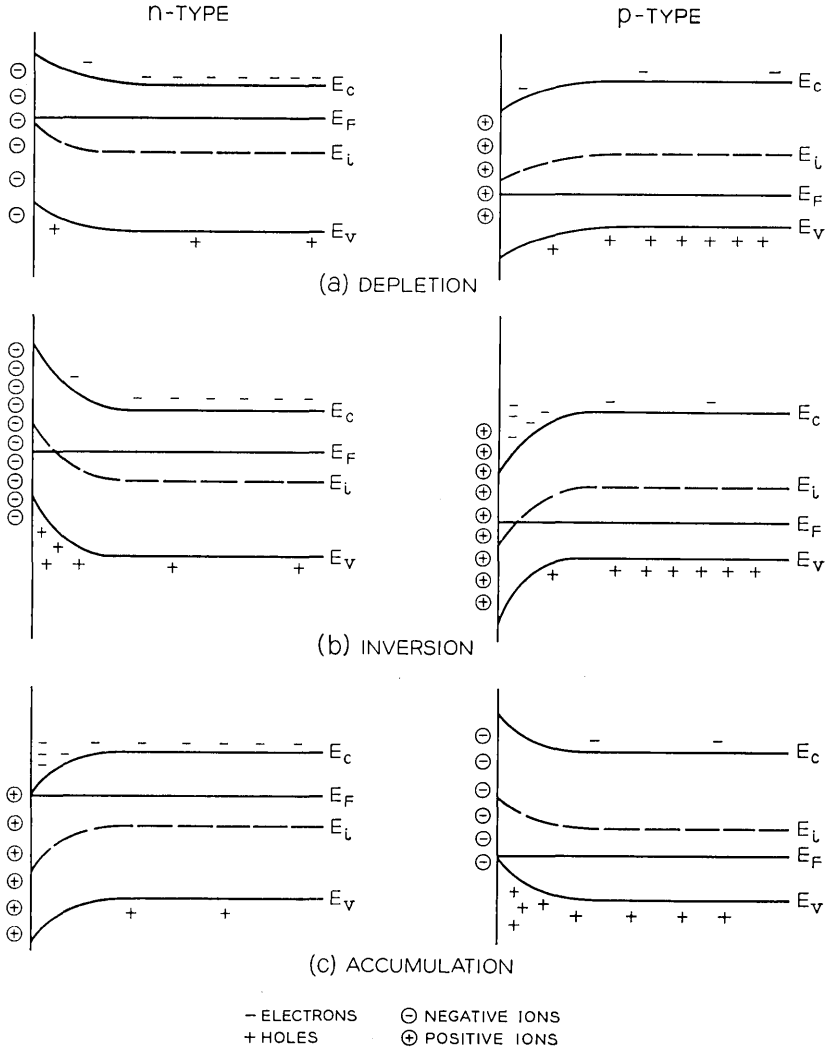 n-TYPE
p-TYPE
E_c
E_F
E_i
E_V
E_c
E_i
E_F
E_V
(a) DEPLETION
E_c
E_F
E_i
E_V
E_c
E_i
E_F
E_V
(b) INVERSION
E_c
E_F
E_i
E_V
E_c
E_i
E_F
E_V
(c) ACCUMULATION
− ELECTRONS
⊖ NEGATIVE IONS
+ HOLES
⊕ POSITIVE IONS